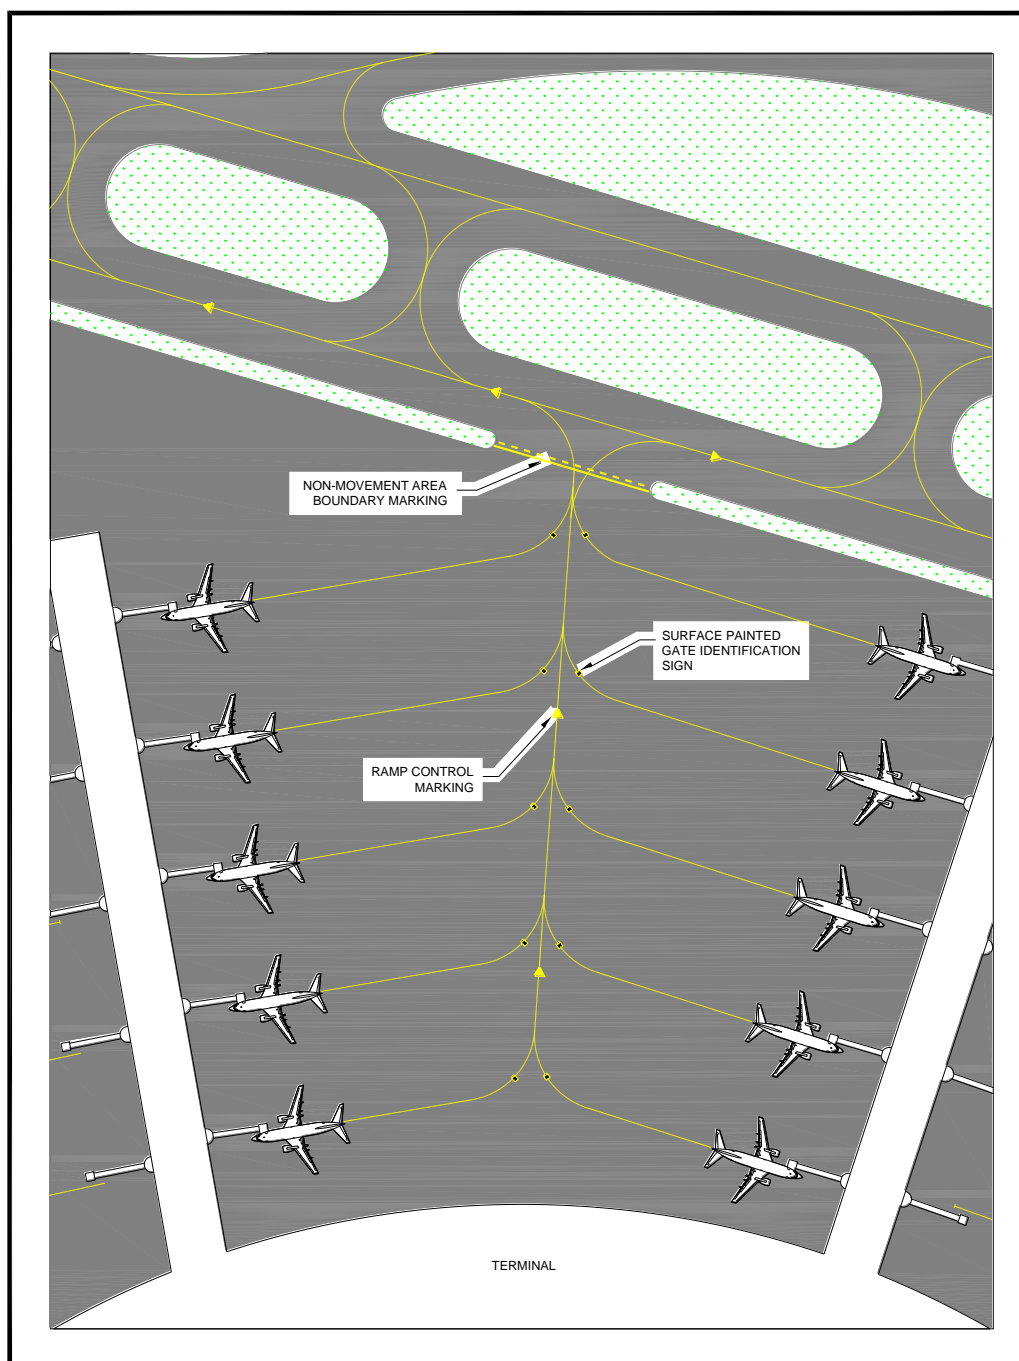 NON-MOVEMENT AREA
BOUNDARY MARKING
SURFACE PAINTED
GATE IDENTIFICATION
SIGN
RAMP CONTROL
MARKING
TERMINAL